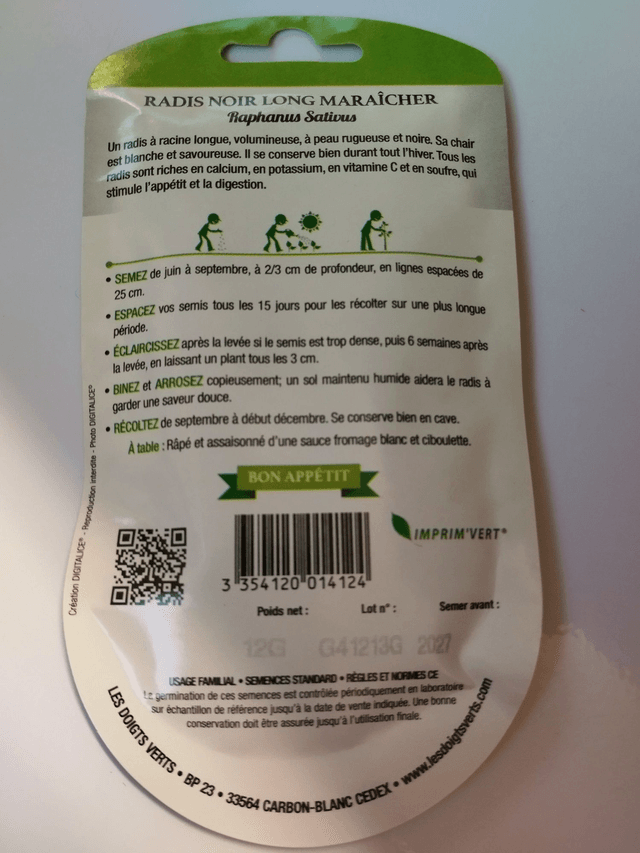 RADIS NOIR LONG MARAÎCHER
Raphanus Sativus
Un radis à racine longue, volumineuse, à peau rugueuse et noire. Sa chair
est blanche et savoureuse. Il se conserve bien durant tout l'hiver. Tous les
radis sont riches en calcium, en potassium, en vitamine C et en soufre, qui
stimule l'appétit et la digestion.
• SEMEZ de juin à septembre, à 2/3 cm de profondeur, en lignes espacées de
25 cm.
• ESPACEZ vos semis tous les 15 jours pour les récolter sur une plus longue
période.
• ÉCLAIRCISSEZ après la levée si le semis est trop dense, puis 6 semaines après
la levée, en laissant un plant tous les 3 cm.
• BINEZ et ARROSEZ copieusement; un sol maintenu humide aidera le radis à
garder une saveur douce.
• RÉCOLTEZ de septembre à début décembre. Se conserve bien en cave.
À table : Râpé et assaisonné d'une sauce fromage blanc et ciboulette.
BON APPÉTIT
IMPRIM'VERT®
3 354120 014124
Création DIGITALICE® - Reproduction interdite - Photo DIGITALICE®
Poids net : Lot n° : Semer avant :
12G G41213G 2027
USAGE FAMILIAL • SEMENCES STANDARD • RÈGLES ET NORMES CE
La germination de ces semences est contrôlée périodiquement en laboratoire
sur échantillon de référence jusqu'à la date de vente indiquée. Une bonne
conservation doit être assurée jusqu'à l'utilisation finale.
LES DOIGTS VERTS • BP 23 • 33564 CARBON-BLANC CEDEX • www.lesdoigtsverts.com